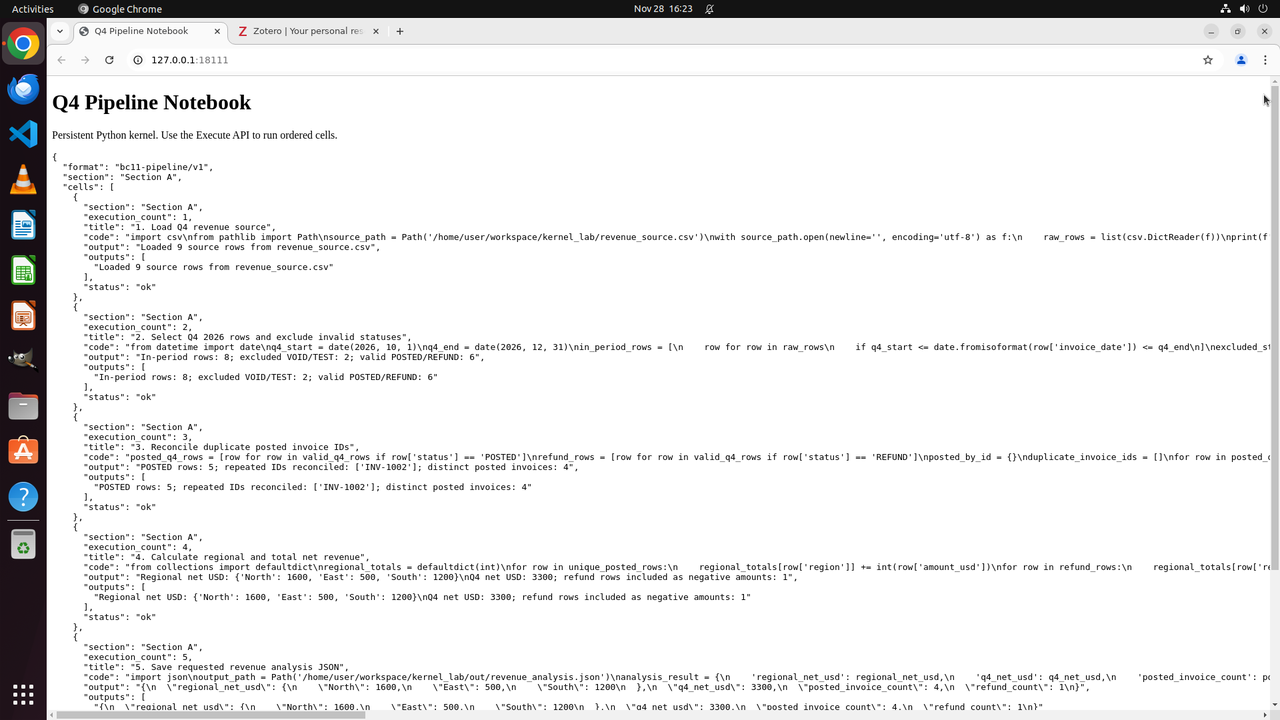 Activities
Google Chrome
Nov 28 16:23
Q4 Pipeline Notebook
Zotero | Your personal res
127.0.0.1:18111
Q4 Pipeline Notebook
Persistent Python kernel. Use the Execute API to run ordered cells.
{
"format": "bc11-pipeline/v1",
"section": "Section A",
"cells": [
{
"section": "Section A",
"execution_count": 1,
"title": "1. Load Q4 revenue source",
"code": "import csv\nfrom pathlib import Path\nsource_path = Path('/home/user/workspace/kernel_lab/revenue_source.csv')\nwith source_path.open(newline='', encoding='utf-8') as f:\n    raw_rows = list(csv.DictReader(f))\nprint(f
"output": "Loaded 9 source rows from revenue_source.csv",
"outputs": [
"Loaded 9 source rows from revenue_source.csv"
],
"status": "ok"
},
{
"section": "Section A",
"execution_count": 2,
"title": "2. Select Q4 2026 rows and exclude invalid statuses",
"code": "from datetime import date\nq4_start = date(2026, 10, 1)\nq4_end = date(2026, 12, 31)\nin_period_rows = [\n    row for row in raw_rows\n    if q4_start <= date.fromisoformat(row['invoice_date']) <= q4_end\n]\nexcluded_st
"output": "In-period rows: 8; excluded VOID/TEST: 2; valid POSTED/REFUND: 6",
"outputs": [
"In-period rows: 8; excluded VOID/TEST: 2; valid POSTED/REFUND: 6"
],
"status": "ok"
},
{
"section": "Section A",
"execution_count": 3,
"title": "3. Reconcile duplicate posted invoice IDs",
"code": "posted_q4_rows = [row for row in valid_q4_rows if row['status'] == 'POSTED']\nrefund_rows = [row for row in valid_q4_rows if row['status'] == 'REFUND']\nposted_by_id = {}\nduplicate_invoice_ids = []\nfor row in posted_q
"output": "POSTED rows: 5; repeated IDs reconciled: ['INV-1002']; distinct posted invoices: 4",
"outputs": [
"POSTED rows: 5; repeated IDs reconciled: ['INV-1002']; distinct posted invoices: 4"
],
"status": "ok"
},
{
"section": "Section A",
"execution_count": 4,
"title": "4. Calculate regional and total net revenue",
"code": "from collections import defaultdict\nregional_totals = defaultdict(int)\nfor row in unique_posted_rows:\n    regional_totals[row['region']] += int(row['amount_usd'])\nfor row in refund_rows:\n    regional_totals[row['re
"output": "Regional net USD: {'North': 1600, 'East': 500, 'South': 1200}\nQ4 net USD: 3300; refund rows included as negative amounts: 1",
"outputs": [
"Regional net USD: {'North': 1600, 'East': 500, 'South': 1200}\nQ4 net USD: 3300; refund rows included as negative amounts: 1"
],
"status": "ok"
},
{
"section": "Section A",
"execution_count": 5,
"title": "5. Save requested revenue analysis JSON",
"code": "import json\noutput_path = Path('/home/user/workspace/kernel_lab/out/revenue_analysis.json')\nanalysis_result = {\n    'regional_net_usd': regional_net_usd,\n    'q4_net_usd': q4_net_usd,\n    'posted_invoice_count': po
"output": "{\n  \"regional_net_usd\": {\n    \"North\": 1600,\n    \"East\": 500,\n    \"South\": 1200\n  },\n  \"q4_net_usd\": 3300,\n  \"posted_invoice_count\": 4,\n  \"refund_count\": 1\n}",
"outputs": [
"{\n  \"regional_net_usd\": {\n    \"North\": 1600,\n    \"East\": 500,\n    \"South\": 1200\n  },\n  \"q4_net_usd\": 3300,\n  \"posted_invoice_count\": 4,\n  \"refund_count\": 1\n}"